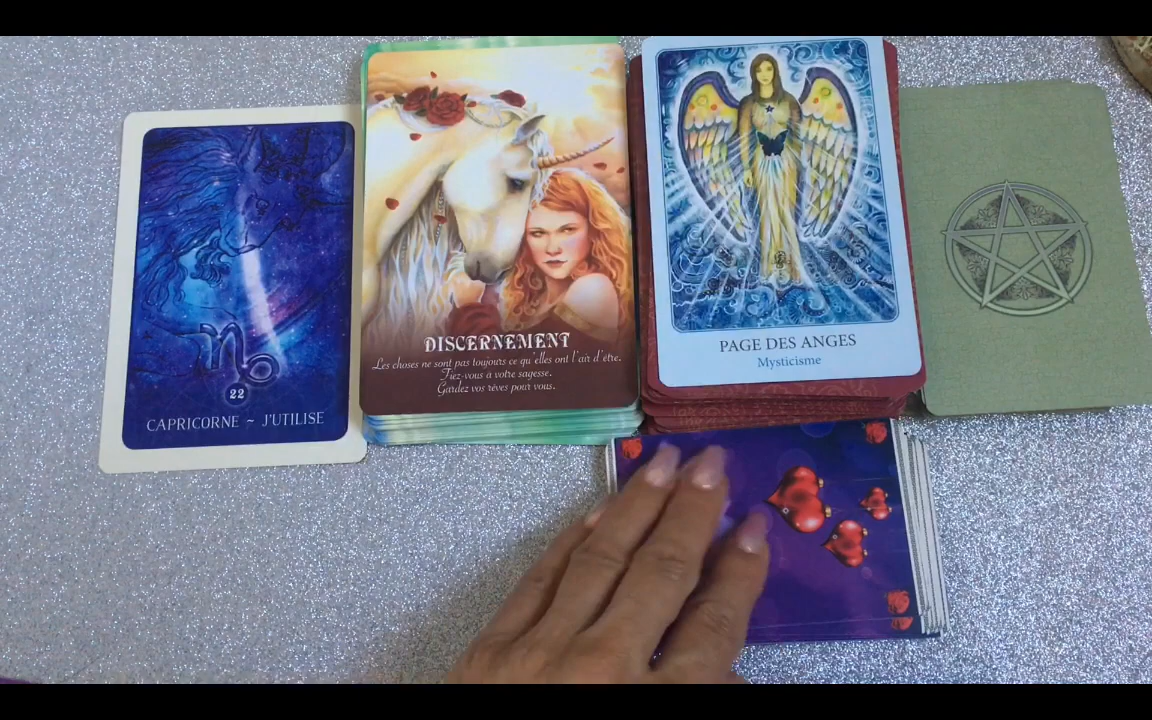 22
CAPRICORNE ~ J'UTILISE
DISCERNEMENT
Les choses ne sont pas toujours ce qu'elles ont l'air d'être.
Fiez-vous à votre sagesse.
Gardez vos rêves pour vous.
PAGE DES ANGES
Mysticisme